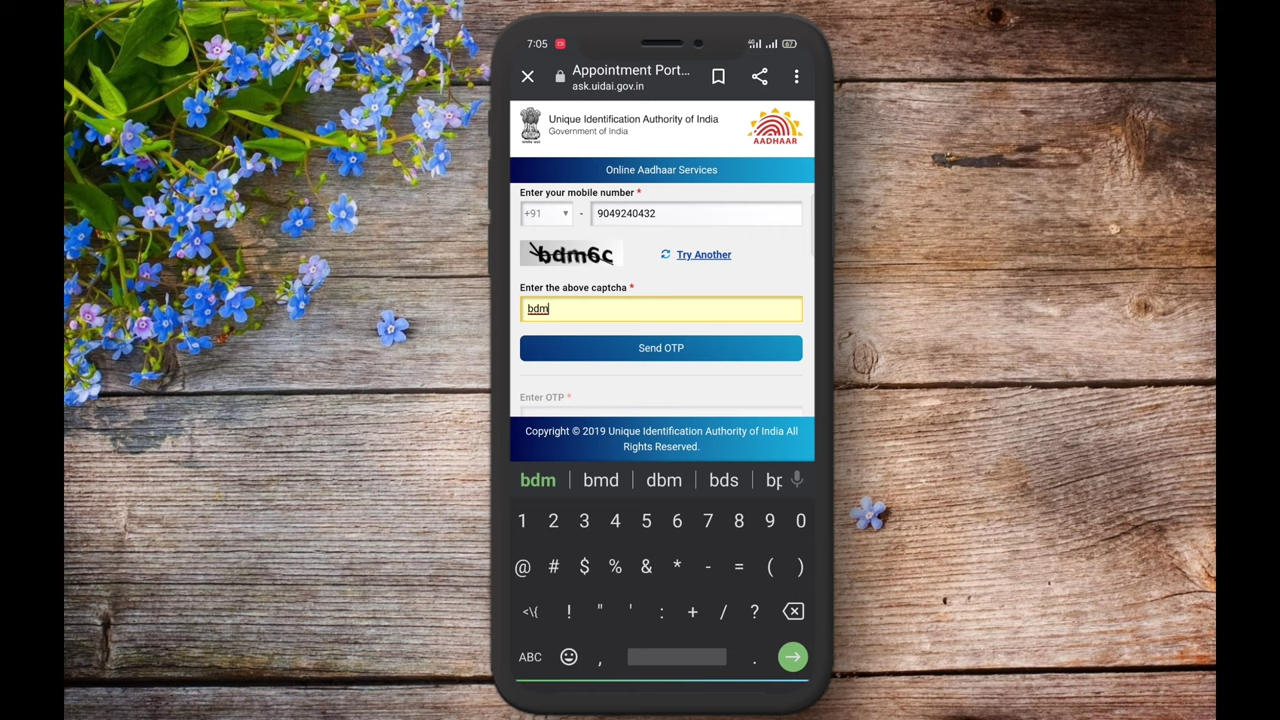 7:05
4G
67
Appointment Port...
ask.uidai.gov.in
Unique Identification Authority of India
Government of India
AADHAAR
Online Aadhaar Services
Enter your mobile number *
+91 - 9049240432
bdm6c
Try Another
Enter the above captcha *
bdm
Send OTP
Enter OTP *
Copyright © 2019 Unique Identification Authority of India All
Rights Reserved.
bdm bmd dbm bds bp
1 2 3 4 5 6 7 8 9 0
@ # $ % & * - = ( )
<\{ ! " ' : + / ?
ABC , .